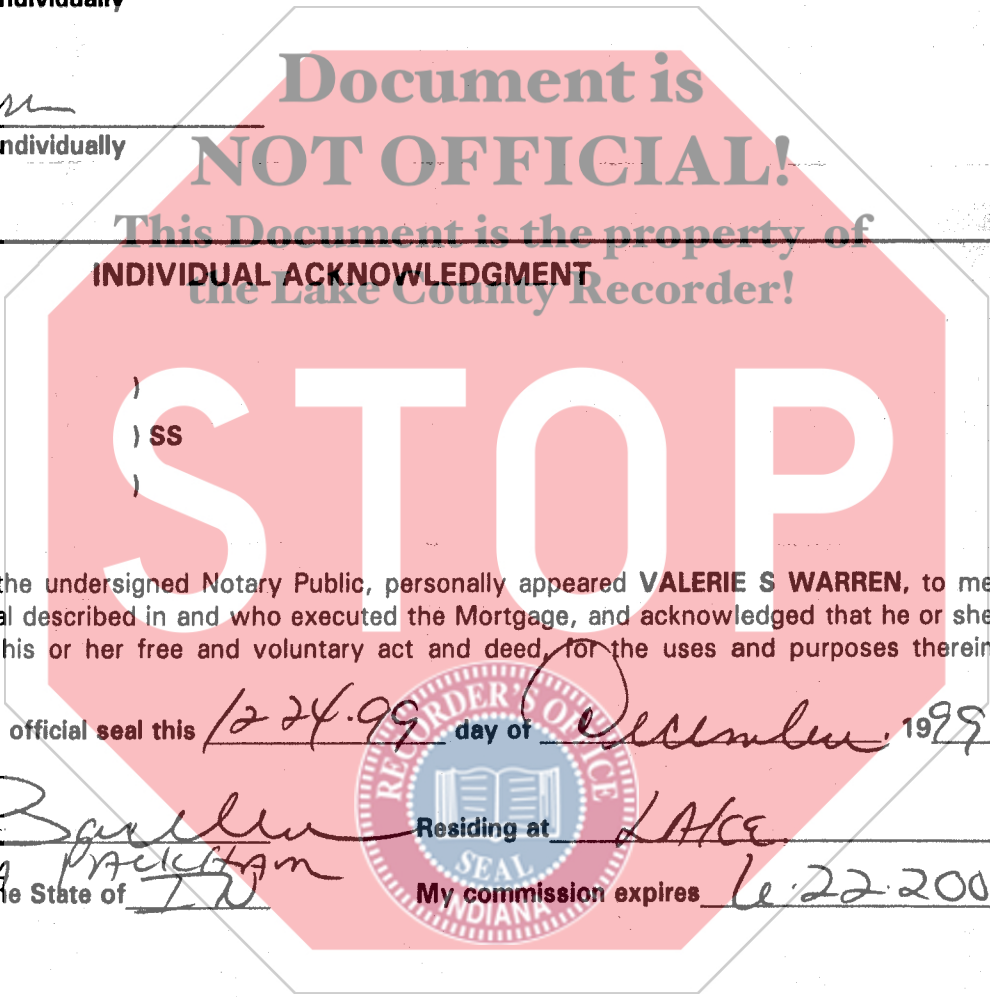 ndividually
Document is
ndividually
NOT OFFICIAL!
This Document is the property of
INDIVIDUAL ACKNOWLEDGMENT
the Lake County Recorder!
)
) SS
)
STOP
the undersigned Notary Public, personally appeared VALERIE S WARREN, to me
al described in and who executed the Mortgage, and acknowledged that he or she
his or her free and voluntary act and deed, for the uses and purposes therein
official seal this 12-24-99 day of December, 1999
Residing at LAKE
PACKHAM
he State of IN My commission expires 6-22-200
RECORDER'S OFFICE
SEAL
INDIANA